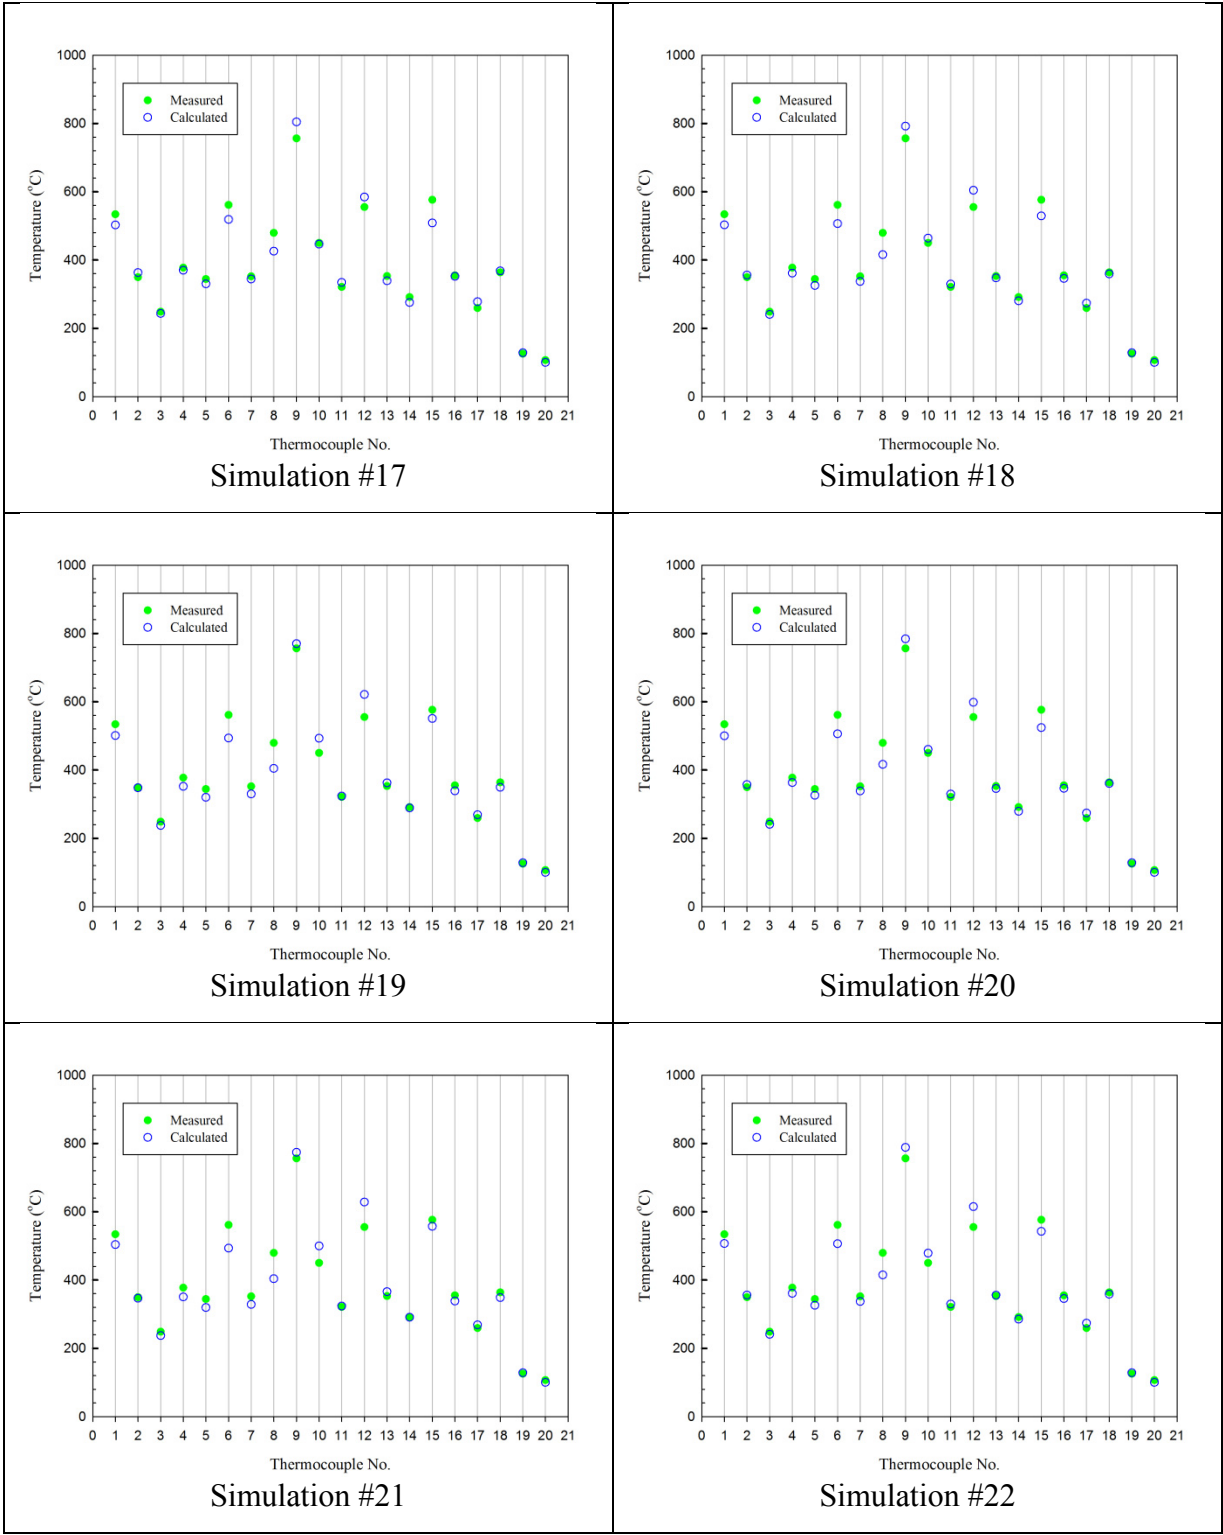 1000
800
600
400
200
0
Temperature (°C)
Measured
Calculated
0 1 2 3 4 5 6 7 8 9 10 11 12 13 14 15 16 17 18 19 20 21
Thermocouple No.
Simulation #17
1000
800
600
400
200
0
Temperature (°C)
Measured
Calculated
0 1 2 3 4 5 6 7 8 9 10 11 12 13 14 15 16 17 18 19 20 21
Thermocouple No.
Simulation #18
1000
800
600
400
200
0
Temperature (°C)
Measured
Calculated
0 1 2 3 4 5 6 7 8 9 10 11 12 13 14 15 16 17 18 19 20 21
Thermocouple No.
Simulation #19
1000
800
600
400
200
0
Temperature (°C)
Measured
Calculated
0 1 2 3 4 5 6 7 8 9 10 11 12 13 14 15 16 17 18 19 20 21
Thermocouple No.
Simulation #20
1000
800
600
400
200
0
Temperature (°C)
Measured
Calculated
0 1 2 3 4 5 6 7 8 9 10 11 12 13 14 15 16 17 18 19 20 21
Thermocouple No.
Simulation #21
1000
800
600
400
200
0
Temperature (°C)
Measured
Calculated
0 1 2 3 4 5 6 7 8 9 10 11 12 13 14 15 16 17 18 19 20 21
Thermocouple No.
Simulation #22